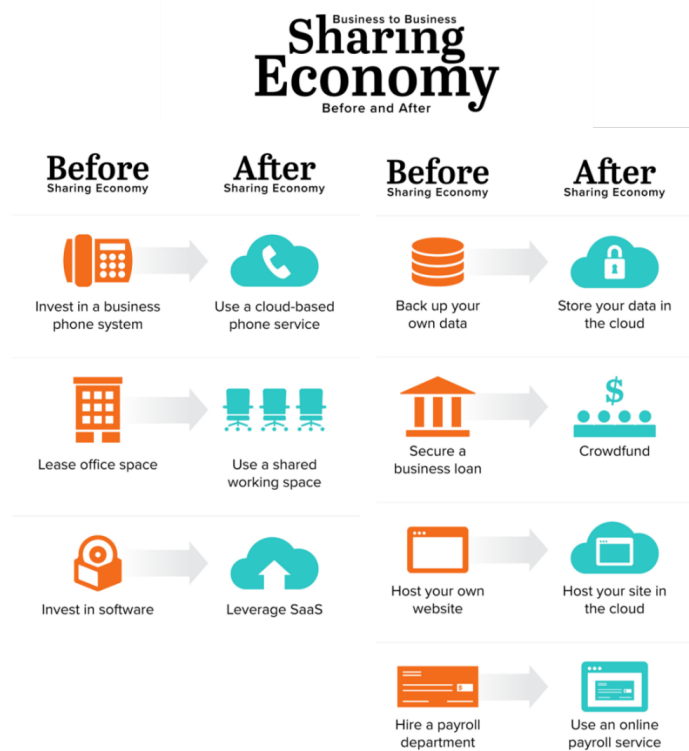 Business to Business
Sharing
Economy
Before and After
Before
Sharing Economy
After
Sharing Economy
Invest in a business
phone system
Use a cloud-based
phone service
Lease office space
Use a shared
working space
Invest in software
Leverage SaaS
Before
Sharing Economy
After
Sharing Economy
Back up your
own data
Store your data in
the cloud
Secure a
business loan
$
Crowdfund
Host your own
website
Host your site in
the cloud
$
Hire a payroll
department
Use an online
payroll service